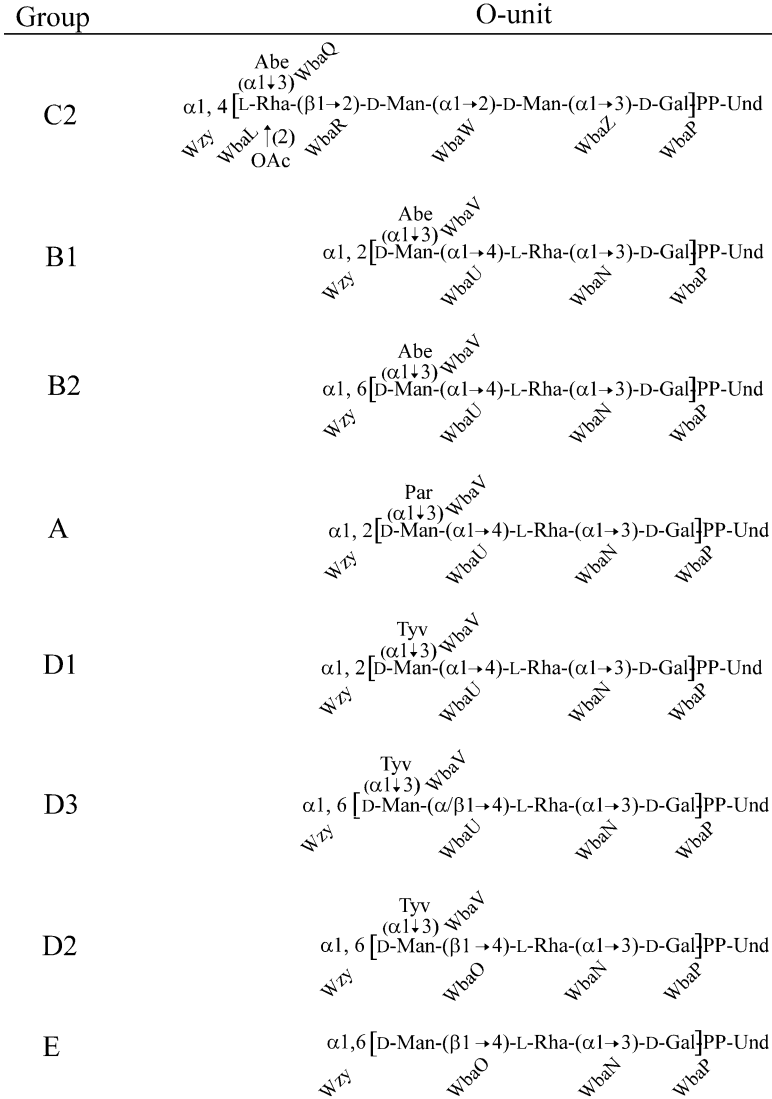 Group O-unit
Abe WbaQ
(α1↓3)
C2 α1, 4 [L-Rha-(β1→2)-D-Man-(α1→2)-D-Man-(α1→3)-D-Gal]-PP-Und
Wzy WbaL ↑(2) WbaR WbaW WbaZ WbaP
OAc
Abe WbaV
(α1↓3)
B1 α1, 2[D-Man-(α1→4)-L-Rha-(α1→3)-D-Gal]-PP-Und
Wzy WbaU WbaN WbaP
Abe WbaV
(α1↓3)
B2 α1, 6[D-Man-(α1→4)-L-Rha-(α1→3)-D-Gal]-PP-Und
Wzy WbaU WbaN WbaP
Par WbaV
(α1↓3)
A α1, 2[D-Man-(α1→4)-L-Rha-(α1→3)-D-Gal]-PP-Und
Wzy WbaU WbaN WbaP
Tyv WbaV
(α1↓3)
D1 α1, 2[D-Man-(α1→4)-L-Rha-(α1→3)-D-Gal]-PP-Und
Wzy WbaU WbaN WbaP
Tyv WbaV
(α1↓3)
D3 α1, 6 [D-Man-(α/β1→4)-L-Rha-(α1→3)-D-Gal]-PP-Und
Wzy WbaU WbaN WbaP
Tyv WbaV
(α1↓3)
D2 α1, 6 [D-Man-(β1→4)-L-Rha-(α1→3)-D-Gal]-PP-Und
Wzy WbaO WbaN WbaP
E α1,6 [D-Man-(β1→4)-L-Rha-(α1→3)-D-Gal]-PP-Und
Wzy WbaO WbaN WbaP